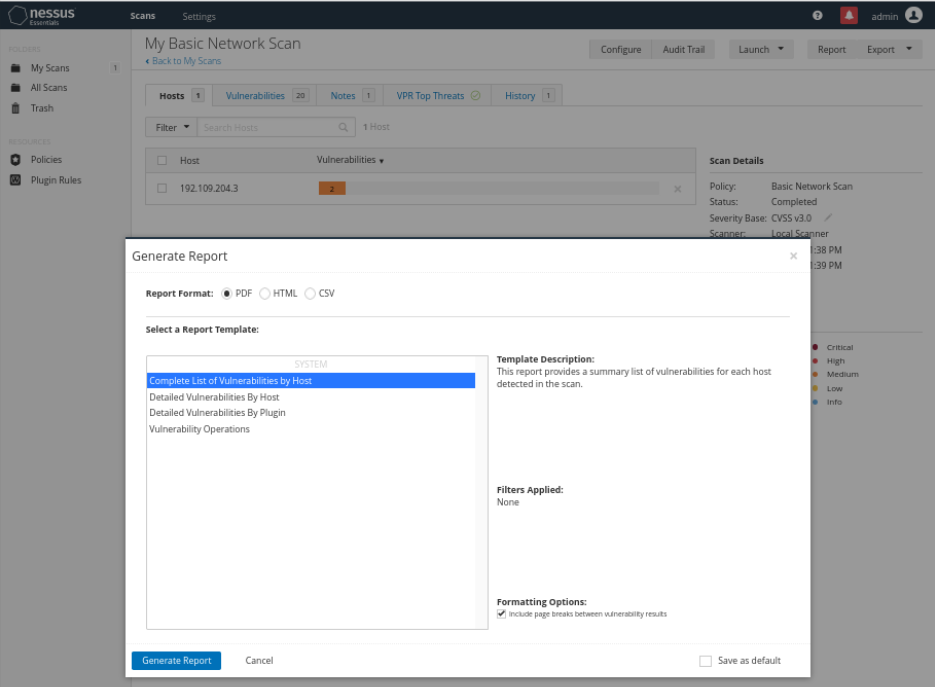 nessus
Essentials
Scans
Settings
admin
FOLDERS
My Scans 1
All Scans
Trash
RESOURCES
Policies
Plugin Rules
My Basic Network Scan
Back to My Scans
Configure Audit Trail Launch Report Export
Hosts 1 Vulnerabilities 20 Notes 1 VPR Top Threats History 1
Filter Search Hosts 1 Host
Host Vulnerabilities
192.109.204.3 2
Scan Details
Policy: Basic Network Scan
Status: Completed
Severity Base: CVSS v3.0
Scanner: Local Scanner
:38 PM
:39 PM
Critical
High
Medium
Low
Info
Generate Report
Report Format: PDF HTML CSV
Select a Report Template:
SYSTEM
Complete List of Vulnerabilities by Host
Detailed Vulnerabilities By Host
Detailed Vulnerabilities By Plugin
Vulnerability Operations
Template Description:
This report provides a summary list of vulnerabilities for each host
detected in the scan.
Filters Applied:
None
Formatting Options:
Include page breaks between vulnerability results
Generate Report Cancel Save as default